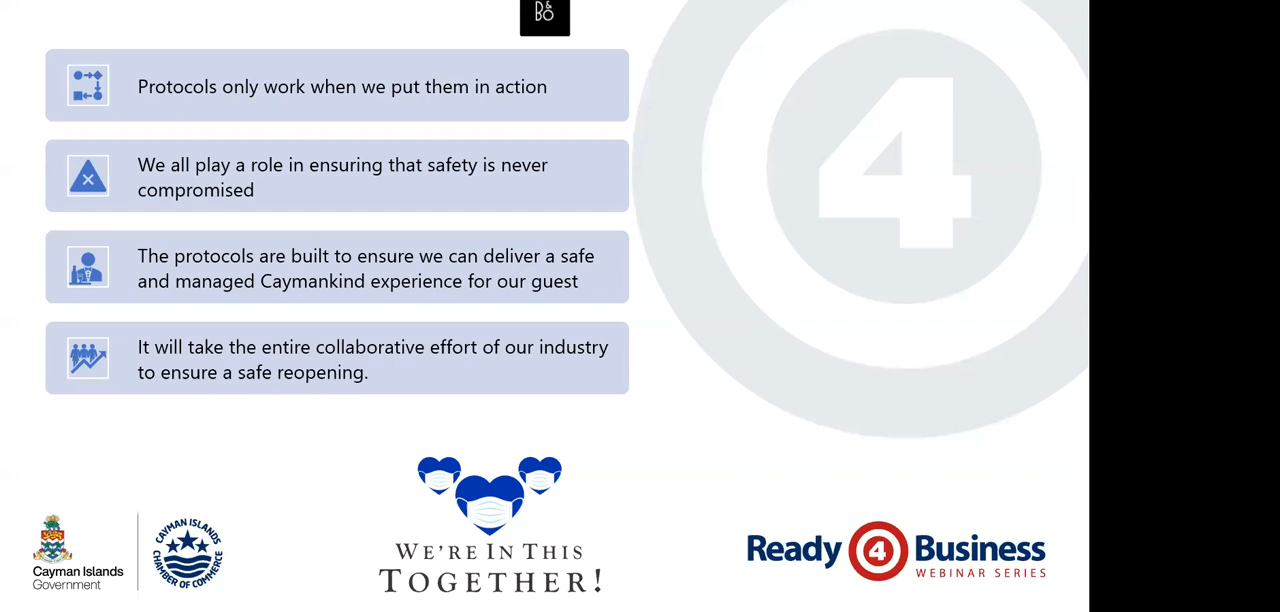 B&O
Protocols only work when we put them in action
We all play a role in ensuring that safety is never
compromised
The protocols are built to ensure we can deliver a safe
and managed Caymankind experience for our guest
It will take the entire collaborative effort of our industry
to ensure a safe reopening.
4
Cayman Islands
Government
CAYMAN ISLANDS
CHAMBER OF COMMERCE
WE'RE IN THIS
TOGETHER!
Ready 4 Business
WEBINAR SERIES